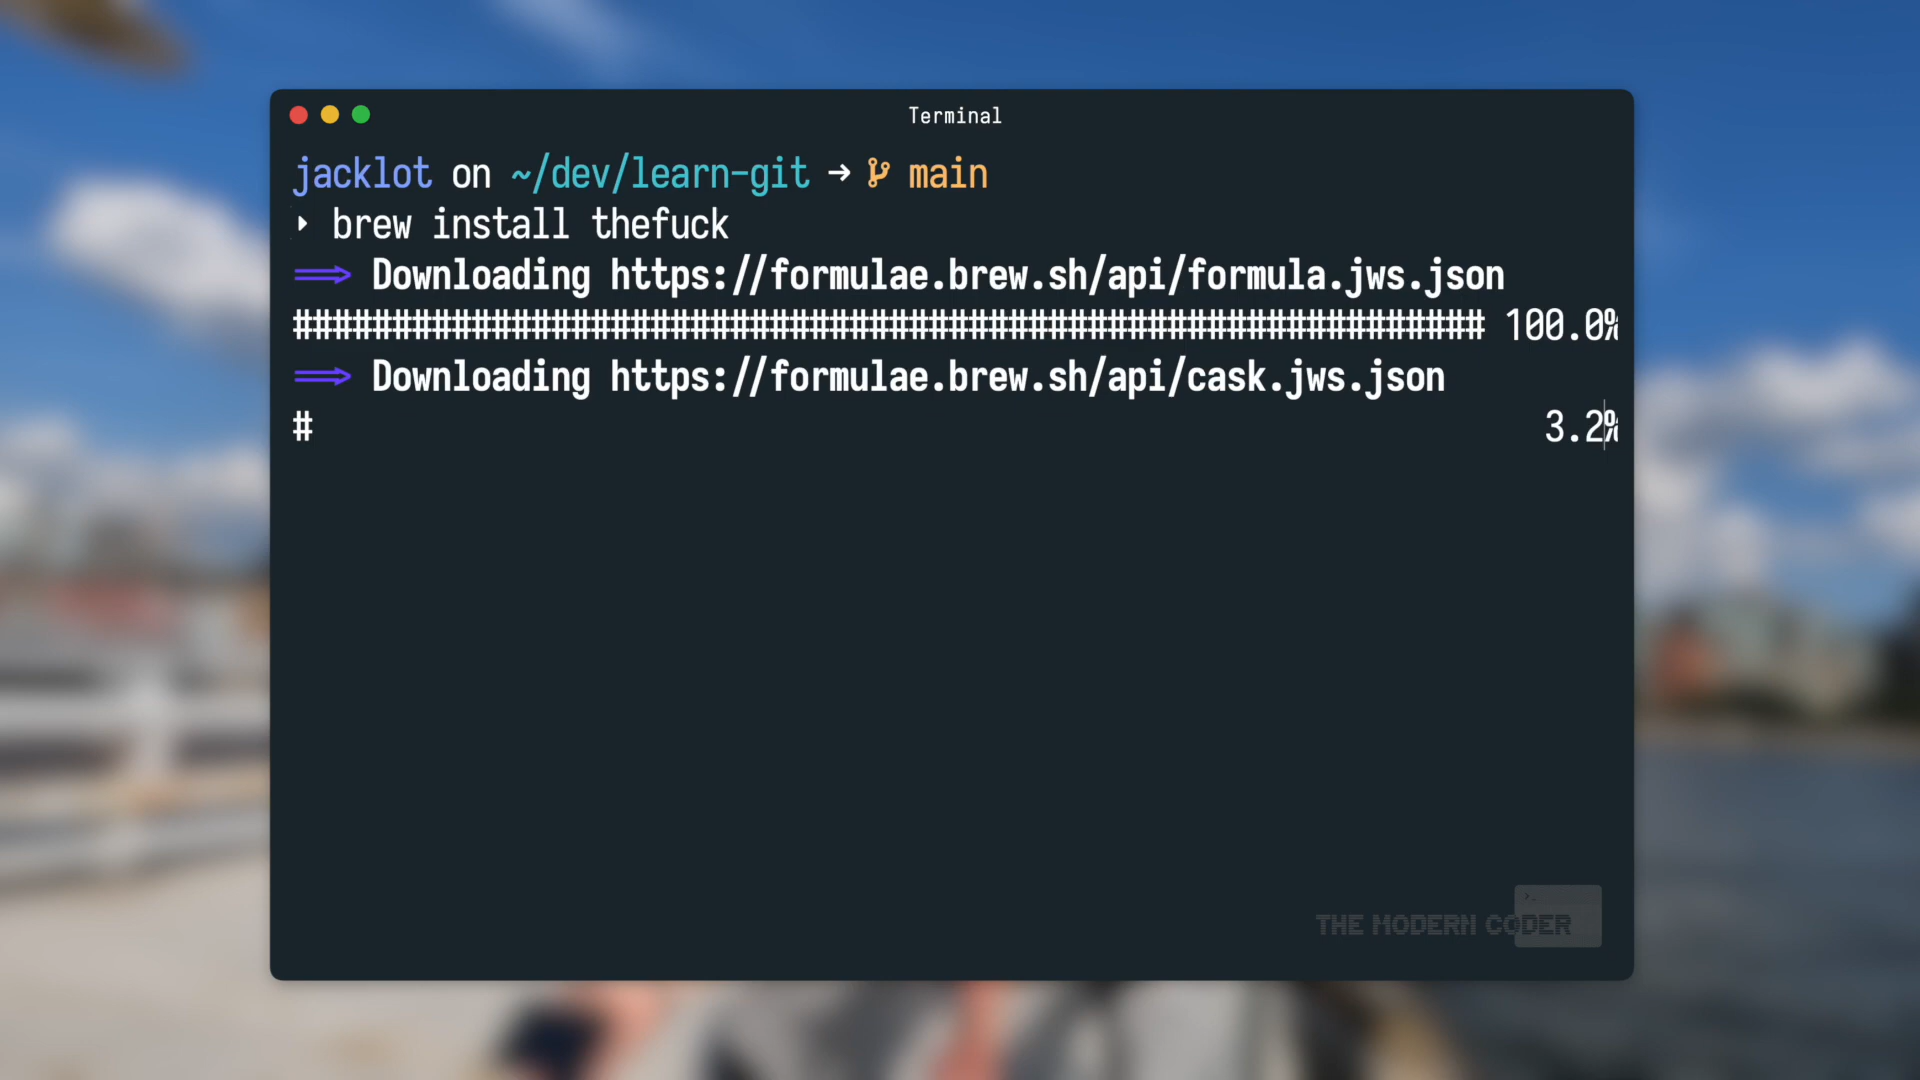 Terminal
jacklot on ~/dev/learn-git → main
‣ brew install thefuck
==> Downloading https://formulae.brew.sh/api/formula.jws.json
############################################################ 100.0%
==> Downloading https://formulae.brew.sh/api/cask.jws.json
# 3.2%
THE MODERN CODER